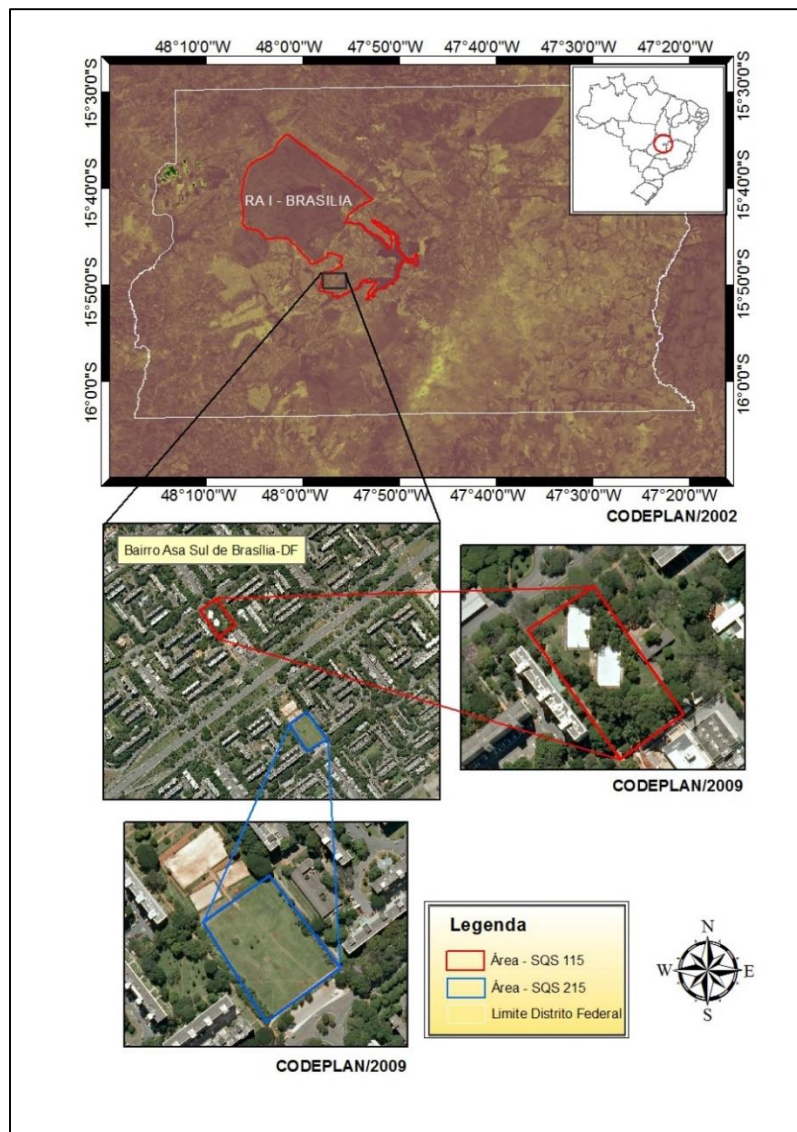 48°10'0"W 48°0'0"W 47°50'0"W 47°40'0"W 47°30'0"W 47°20'0"W
15°30'0"S
15°40'0"S
15°50'0"S
16°0'0"S
RA I - BRASILIA
15°30'0"S
15°40'0"S
15°50'0"S
16°0'0"S
48°10'0"W 48°0'0"W 47°50'0"W 47°40'0"W 47°30'0"W 47°20'0"W
CODEPLAN/2002
Bairro Asa Sul de Brasília-DF
CODEPLAN/2009
CODEPLAN/2009
Legenda
Área - SQS 115
Área - SQS 215
Limite Distrito Federal
N
W E
S